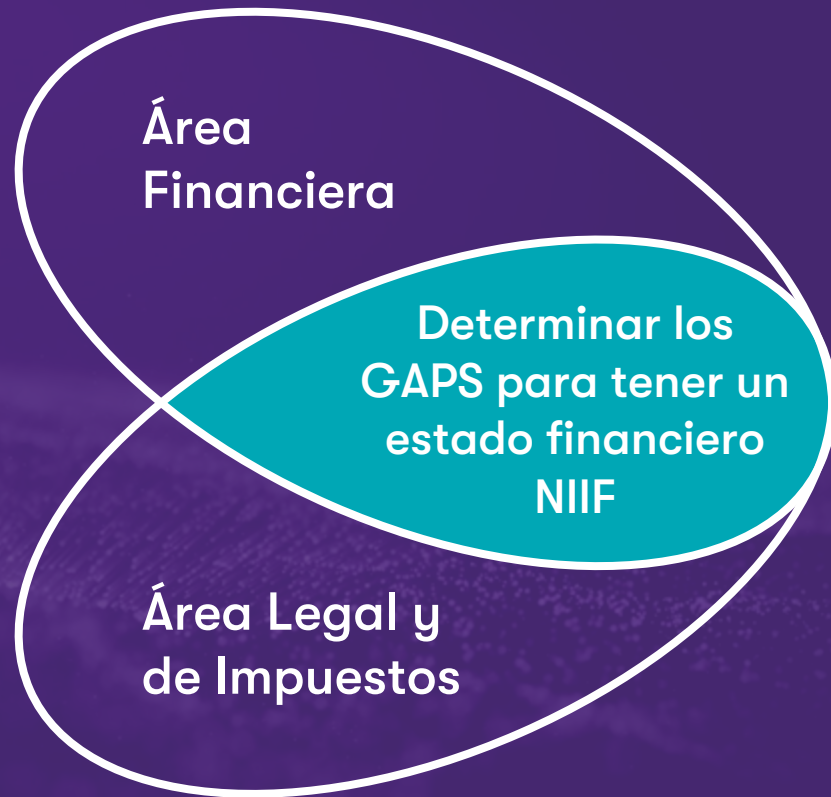 Área
Financiera
Determinar los
GAPS para tener un
estado financiero
NIIF
Área Legal y
de Impuestos